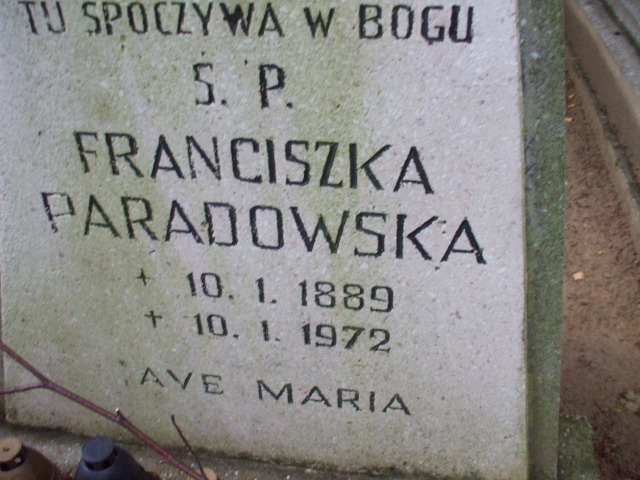 TU SPOCZYWA W BOGU
Ś. P.
FRANCISZKA
PARADOWSKA
+ 10. 1. 1889
+ 10. 1. 1972
AVE MARIA